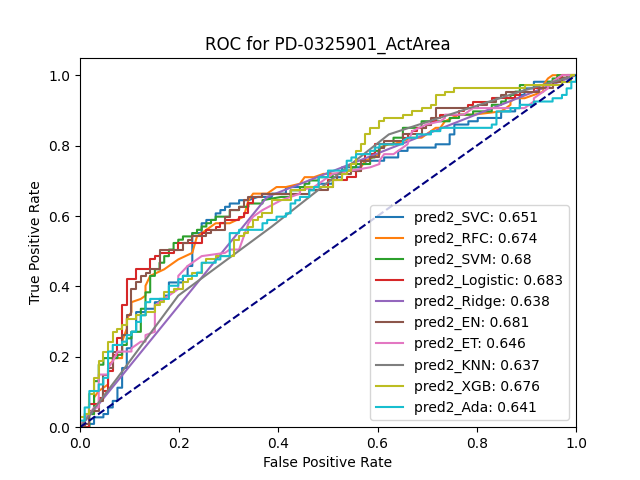 ROC for PD-0325901_ActArea
True Positive Rate
1.0
0.8
0.6
0.4
0.2
0.0
pred2_SVC: 0.651
pred2_RFC: 0.674
pred2_SVM: 0.68
pred2_Logistic: 0.683
pred2_Ridge: 0.638
pred2_EN: 0.681
pred2_ET: 0.646
pred2_KNN: 0.637
pred2_XGB: 0.676
pred2_Ada: 0.641
0.0 0.2 0.4 0.6 0.8 1.0
False Positive Rate